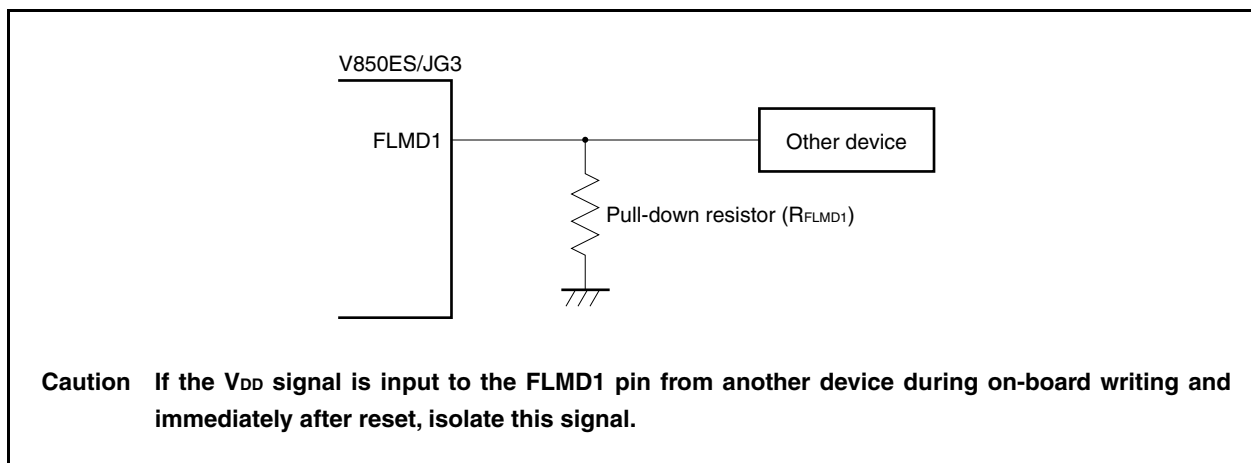 V850ES/JG3
FLMD1
Other device
Pull-down resistor (RFLMD1)
Caution If the VDD signal is input to the FLMD1 pin from another device during on-board writing and
immediately after reset, isolate this signal.